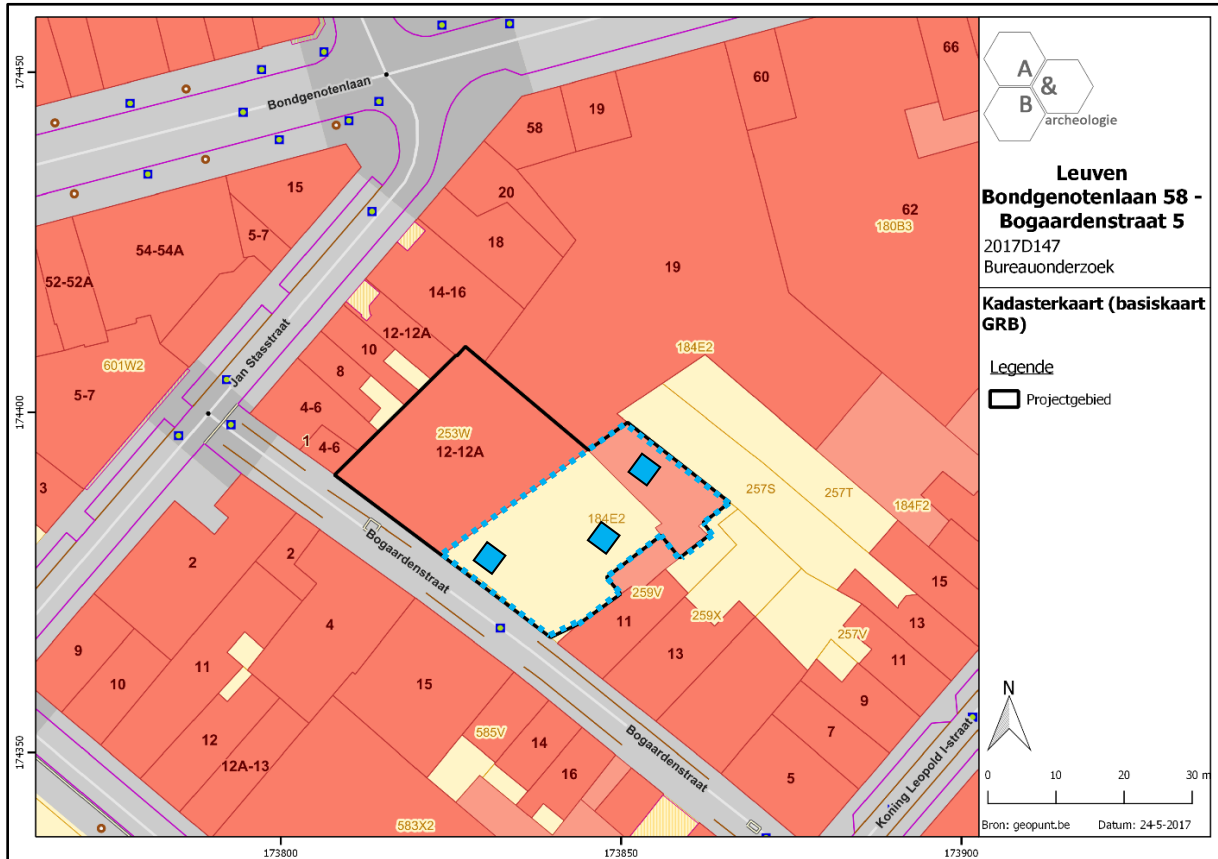 174450
174400
174350
173800
173850
173900
Bondgenotenlaan
66
60
19
58
15
20
62
180B3
5-7
18
54-54A
19
52-52A
14-16
12-12A
184E2
601W2
Jan Stasstraat
10
8
5-7
4-6
253W
1
4-6
12-12A
257S
257T
3
184E2
184F2
Bogaardenstraat
2
2
15
259V
259X
4
11
13
257V
13
9
11
11
10
15
9
585V
7
Koning Leopold I-straat
12
14
Bogaardenstraat
12A-13
16
5
583X2
A
&
B
archeologie
Leuven
Bondgenotenlaan 58 -
Bogaardenstraat 5
2017D147
Bureauonderzoek
Kadasterkaart (basiskaart
GRB)
Legende
Projectgebied
N
0 10 20 30 m
Bron: geopunt.be Datum: 24-5-2017